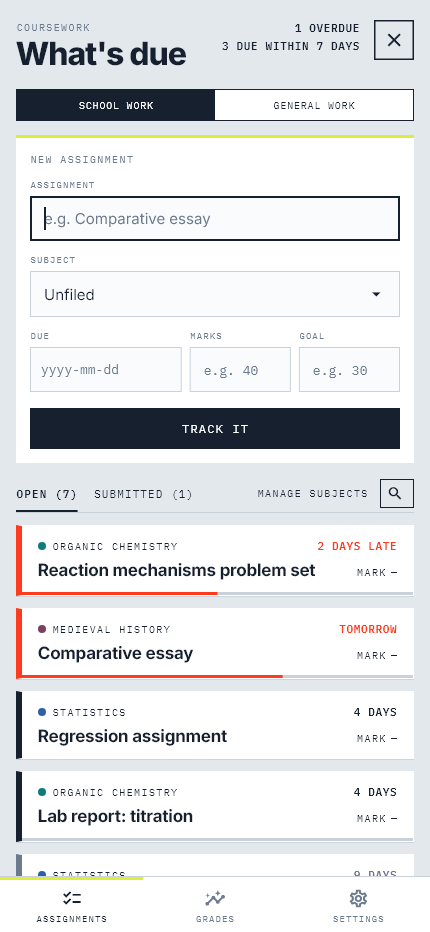 COURSEWORK
What's due
1 OVERDUE
3 DUE WITHIN 7 DAYS
SCHOOL WORK
GENERAL WORK
NEW ASSIGNMENT
ASSIGNMENT
e.g. Comparative essay
SUBJECT
Unfiled
DUE MARKS GOAL
yyyy-mm-dd e.g. 40 e.g. 30
TRACK IT
OPEN (7) SUBMITTED (1) MANAGE SUBJECTS
ORGANIC CHEMISTRY 2 DAYS LATE
Reaction mechanisms problem set MARK —
MEDIEVAL HISTORY TOMORROW
Comparative essay MARK —
STATISTICS 4 DAYS
Regression assignment MARK —
ORGANIC CHEMISTRY 4 DAYS
Lab report: titration MARK —
STATISTICS 9 DAYS
ASSIGNMENTS GRADES SETTINGS